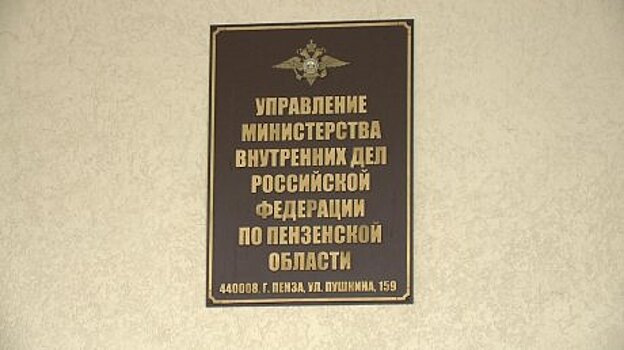 УПРАВЛЕНИЕ
МИНИСТЕРСТВА
ВНУТРЕННИХ ДЕЛ
РОССИЙСКОЙ
ФЕДЕРАЦИИ
ПО ПЕНЗЕНСКОЙ
ОБЛАСТИ
440008, Г. ПЕНЗА, УЛ. ПУШКИНА, 159